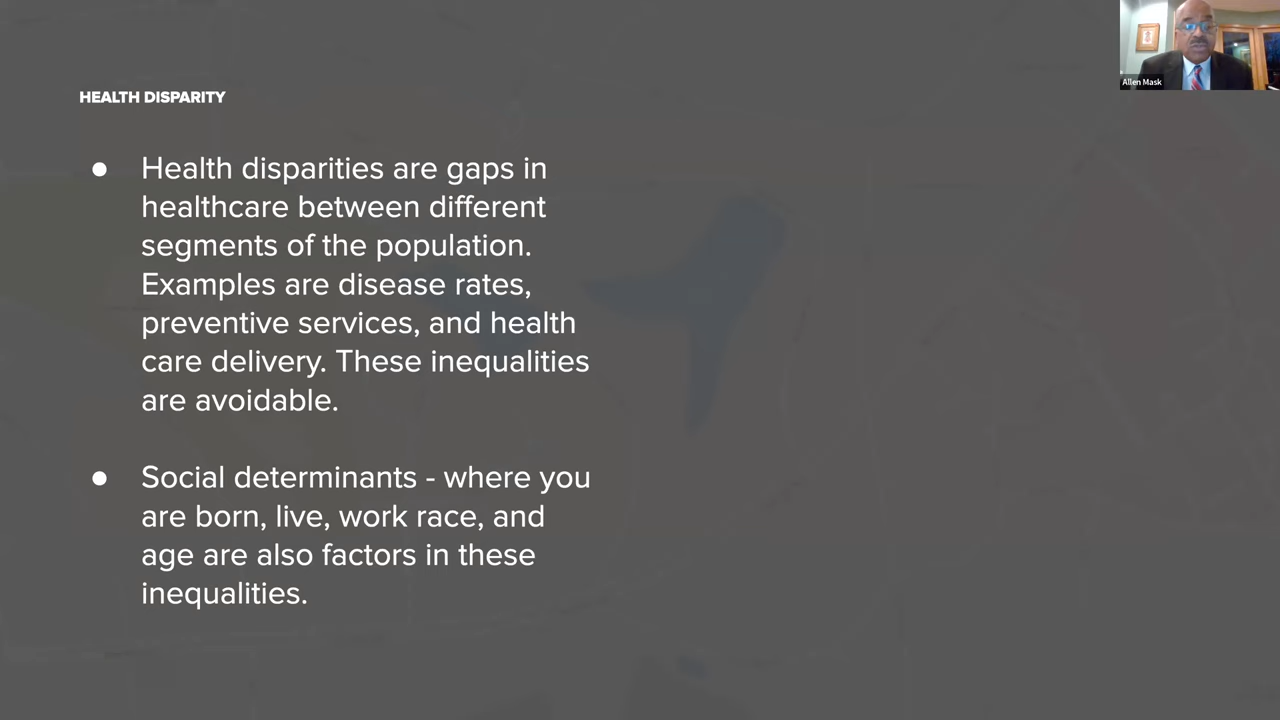 HEALTH DISPARITY
● Health disparities are gaps in
healthcare between different
segments of the population.
Examples are disease rates,
preventive services, and health
care delivery. These inequalities
are avoidable.
● Social determinants - where you
are born, live, work race, and
age are also factors in these
inequalities.
Allen Mask